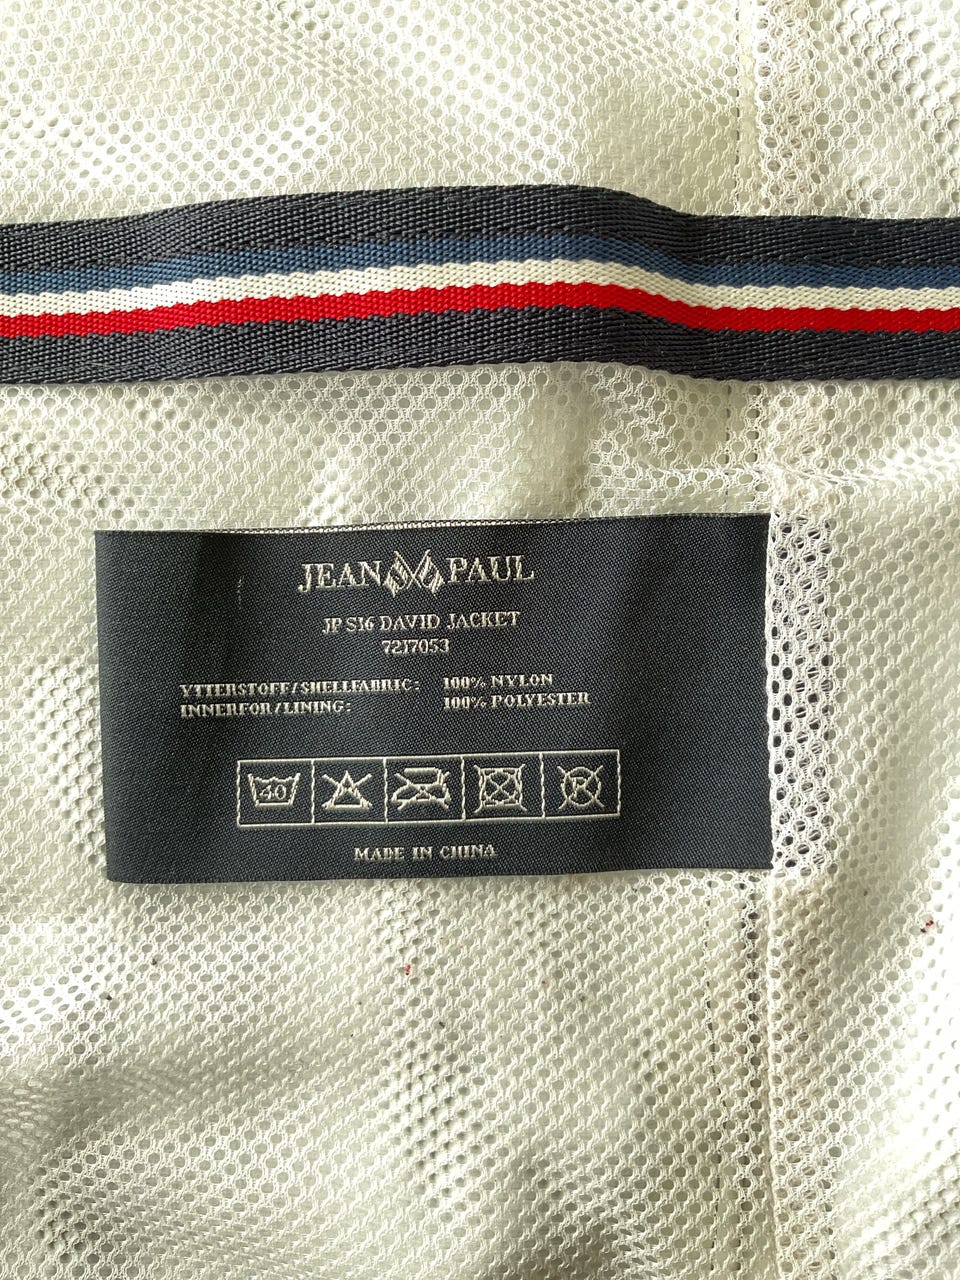 JEAN PAUL
JP S16 DAVID JACKET
7217053
YTTERSTOFF/SHELLFABRIC: 100% NYLON
INNERFOR/LINING: 100% POLYESTER
40 R
MADE IN CHINA